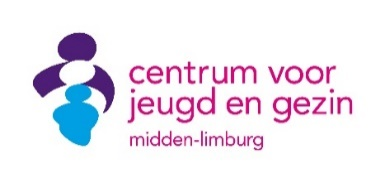 centrum voor
jeugd en gezin
midden-limburg